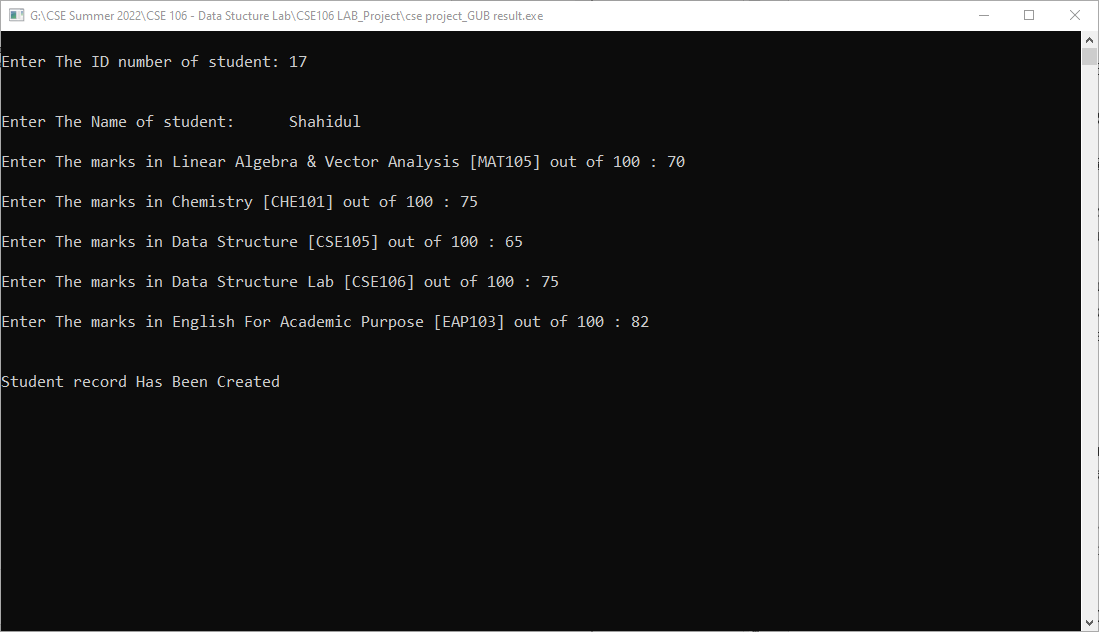 G:\CSE Summer 2022\CSE 106 - Data Stucture Lab\CSE106 LAB_Project\cse project_GUB result.exe
Enter The ID number of student: 17
Enter The Name of student:      Shahidul
Enter The marks in Linear Algebra & Vector Analysis [MAT105] out of 100 : 70
Enter The marks in Chemistry [CHE101] out of 100 : 75
Enter The marks in Data Structure [CSE105] out of 100 : 65
Enter The marks in Data Structure Lab [CSE106] out of 100 : 75
Enter The marks in English For Academic Purpose [EAP103] out of 100 : 82
Student record Has Been Created